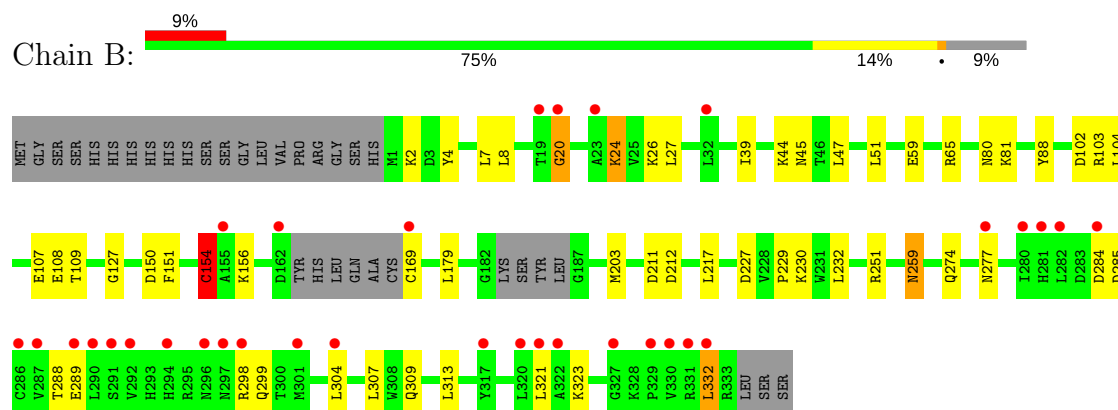 9%
Chain B:
75% 14% • 9%
MET GLY SER SER HIS HIS HIS HIS HIS HIS SER SER GLY LEU VAL PRO ARG GLY SER HIS M1 K2 D3 Y4 L7 L8 T19 G20 A23 K24 V25 K26 L27 L32 I39 K44 N45 T46 L47 L51 E59 R65 N80 K81 Y88 D102 R103 L104
E107 E108 T109 G127 D150 F151 C154 A155 K156 D162 TYR HIS LEU GLN ALA CYS C169 L179 G182 LYS SER TYR LEU G187 M203 D211 D212 L217 D227 V228 P229 K230 W231 L232 R251 N259 Q274 N277 I280 H281 L282 D283 D284
C286 V287 T288 E289 L290 S291 V292 H293 H294 R295 N296 N297 R298 Q299 T300 M301 L304 L307 W308 Q309 L313 Y317 L320 L321 A322 K323 G327 K328 P329 V330 R331 L332 R333 LEU SER SER